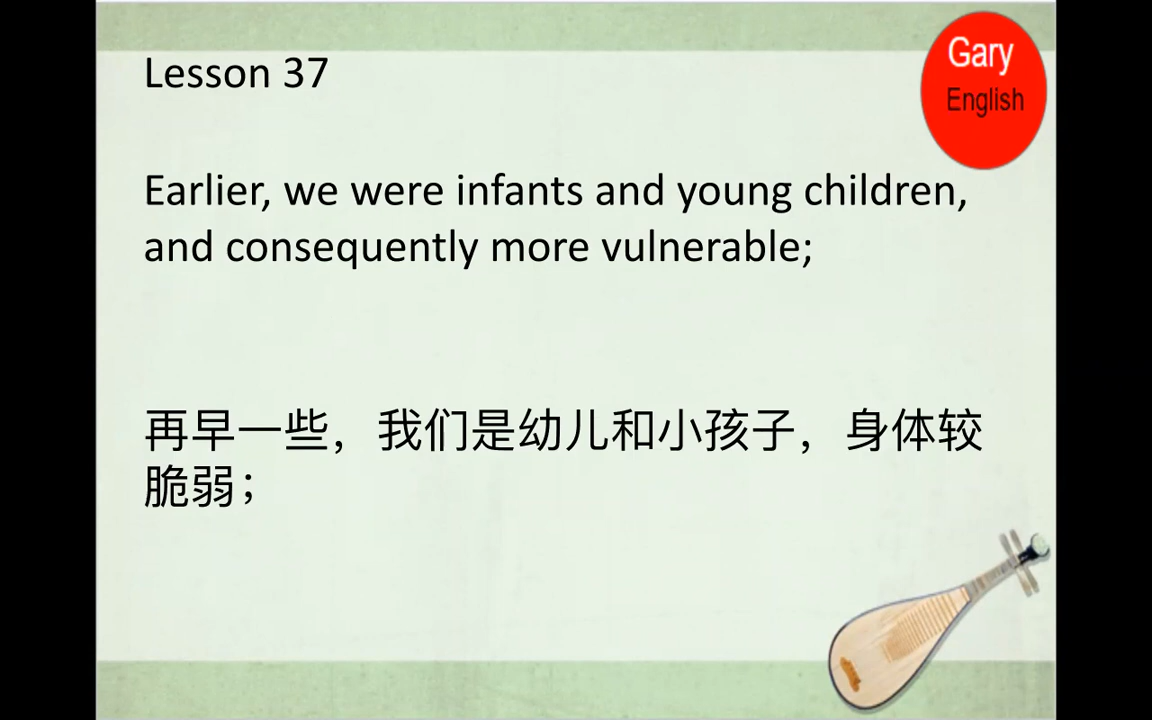 Lesson 37
Gary
English
Earlier, we were infants and young children,
and consequently more vulnerable;
再早一些，我们是幼儿和小孩子，身体较
脆弱；